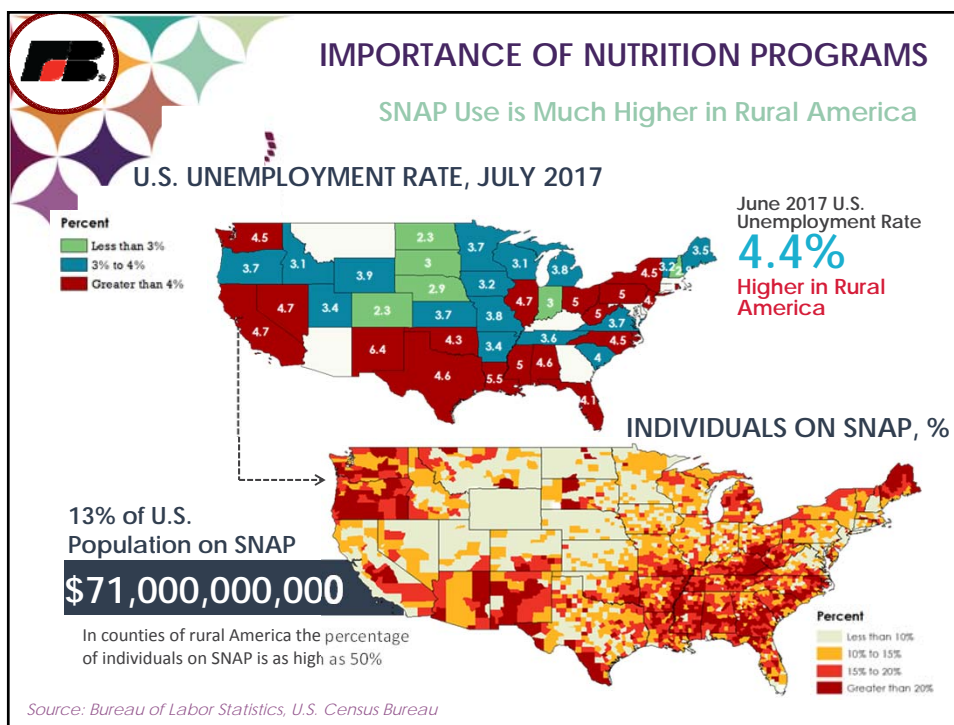 FB
IMPORTANCE OF NUTRITION PROGRAMS
SNAP Use is Much Higher in Rural America
U.S. UNEMPLOYMENT RATE, JULY 2017
Percent
Less than 3%
3% to 4%
Greater than 4%
4.5
3.7
3.1
3.9
2.3
3
2.9
3.7
3.2
3.1
3.8
4.7
4.7
3.4
2.3
3.7
3.8
4.7
3
5
5
5
4.5
3.2
3.5
6.4
4.3
3.4
3.6
3.7
4.5
4
4.6
5.5
5
4.6
4.1
June 2017 U.S.
Unemployment Rate
4.4%
Higher in Rural
America
INDIVIDUALS ON SNAP, %
13% of U.S.
Population on SNAP
$71,000,000,000
In counties of rural America the percentage
of individuals on SNAP is as high as 50%
Percent
Less than 10%
10% to 15%
15% to 20%
Greater than 20%
Source: Bureau of Labor Statistics, U.S. Census Bureau